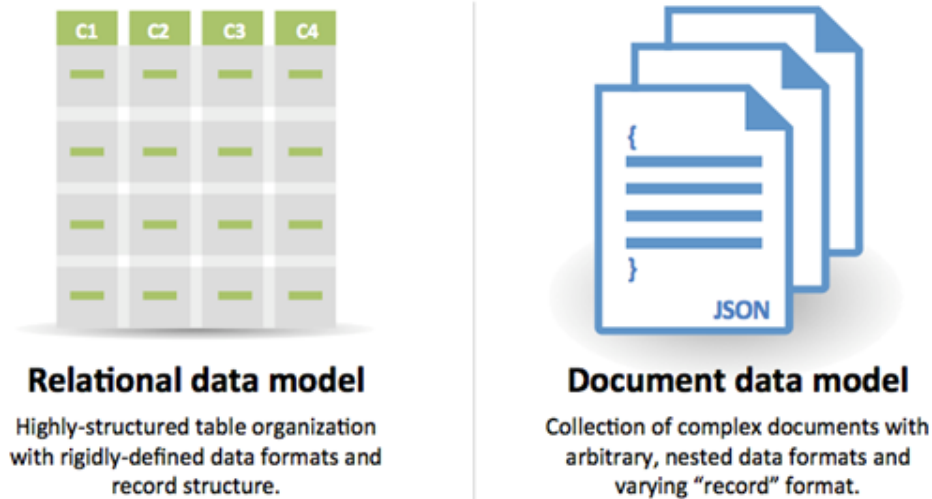 C1 C2 C3 C4
Relational data model
Highly-structured table organization
with rigidly-defined data formats and
record structure.
{
}
JSON
Document data model
Collection of complex documents with
arbitrary, nested data formats and
varying “record” format.